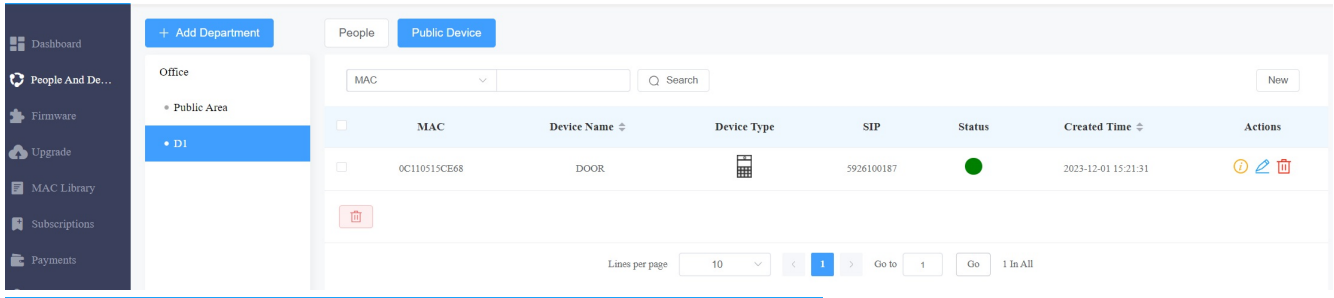 Dashboard
People And De...
Firmware
Upgrade
MAC Library
Subscriptions
Payments
+ Add Department
Office
Public Area
D1
People
Public Device
MAC
Search
New
MAC Device Name Device Type SIP Status Created Time Actions
0C110515CE68 DOOR 5926100187 2023-12-01 15:21:31
Lines per page 10 < 1 > Go to 1 Go 1 In All